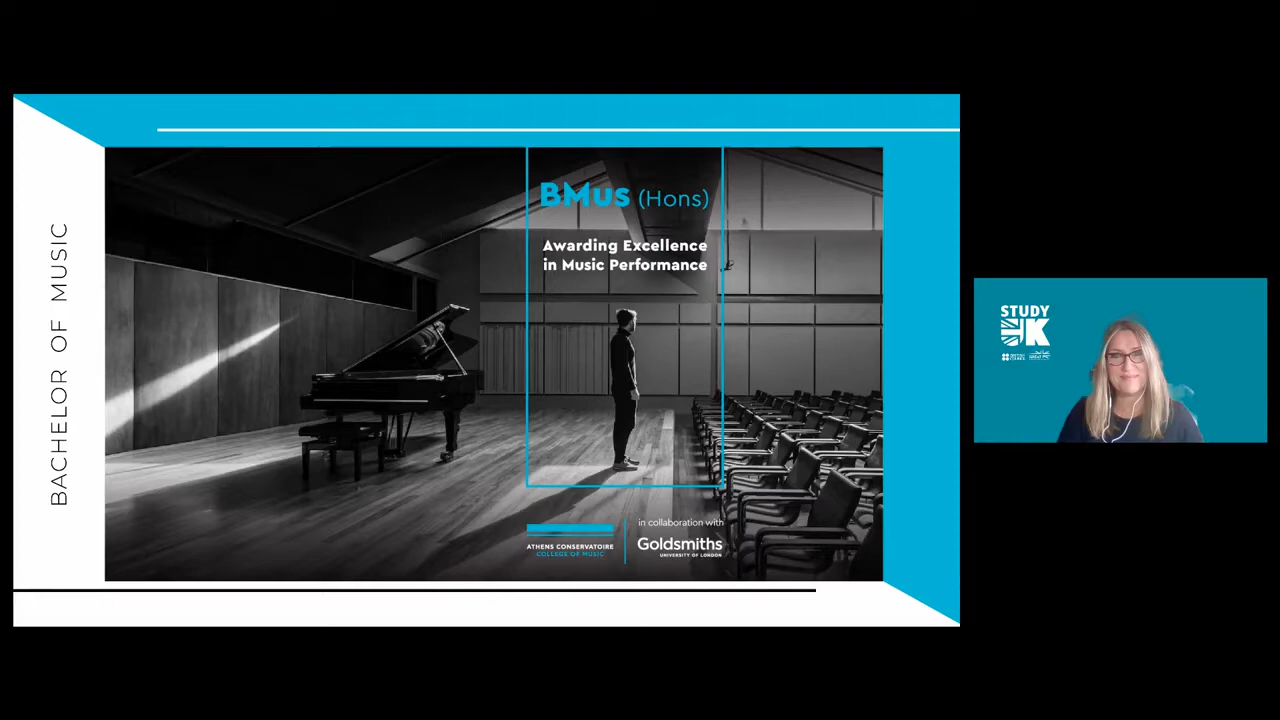 BACHELOR OF MUSIC
BMus (Hons)
Awarding Excellence
in Music Performance
ATHENS CONSERVATOIRE
COLLEGE OF MUSIC
in collaboration with
Goldsmiths
UNIVERSITY OF LONDON
STUDY
UK